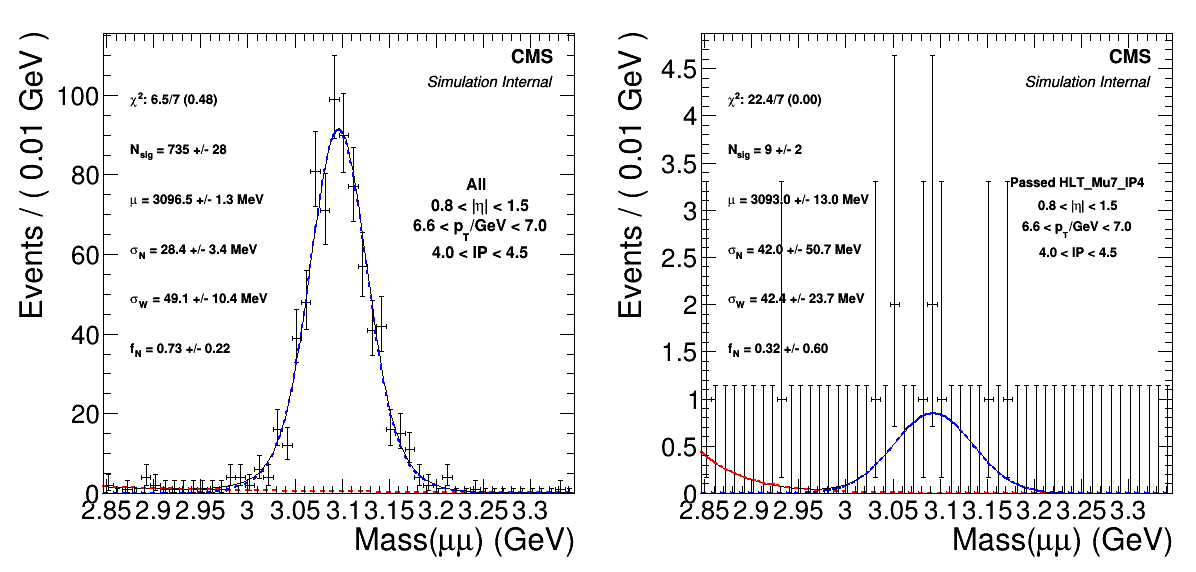 CMS
Simulation Internal
χ²: 6.5/7 (0.48)
N_sig = 735 +/- 28
μ = 3096.5 +/- 1.3 MeV
σ_N = 28.4 +/- 3.4 MeV
σ_W = 49.1 +/- 10.4 MeV
f_N = 0.73 +/- 0.22
All
0.8 < |η| < 1.5
6.6 < p_T/GeV < 7.0
4.0 < IP < 4.5
Events / ( 0.01 GeV )
100
80
60
40
20
0
2.85 2.9 2.95 3 3.05 3.1 3.15 3.2 3.25 3.3
Mass(μμ) (GeV)
CMS
Simulation Internal
χ²: 22.4/7 (0.00)
N_sig = 9 +/- 2
μ = 3093.0 +/- 13.0 MeV
σ_N = 42.0 +/- 50.7 MeV
σ_W = 42.4 +/- 23.7 MeV
f_N = 0.32 +/- 0.60
Passed HLT_Mu7_IP4
0.8 < |η| < 1.5
6.6 < p_T/GeV < 7.0
4.0 < IP < 4.5
Events / ( 0.01 GeV )
4.5
4
3.5
3
2.5
2
1.5
1
0.5
0
2.85 2.9 2.95 3 3.05 3.1 3.15 3.2 3.25 3.3
Mass(μμ) (GeV)